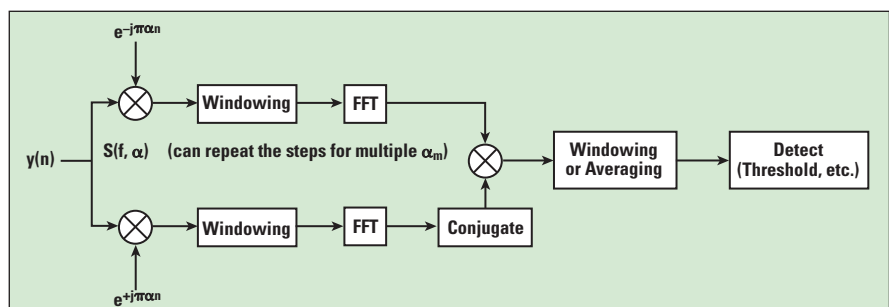 e−jπαn
Windowing
FFT
y(n)
S(f, α) (can repeat the steps for multiple αm)
Windowing
or Averaging
Detect
(Threshold, etc.)
Windowing
FFT
Conjugate
e+jπαn